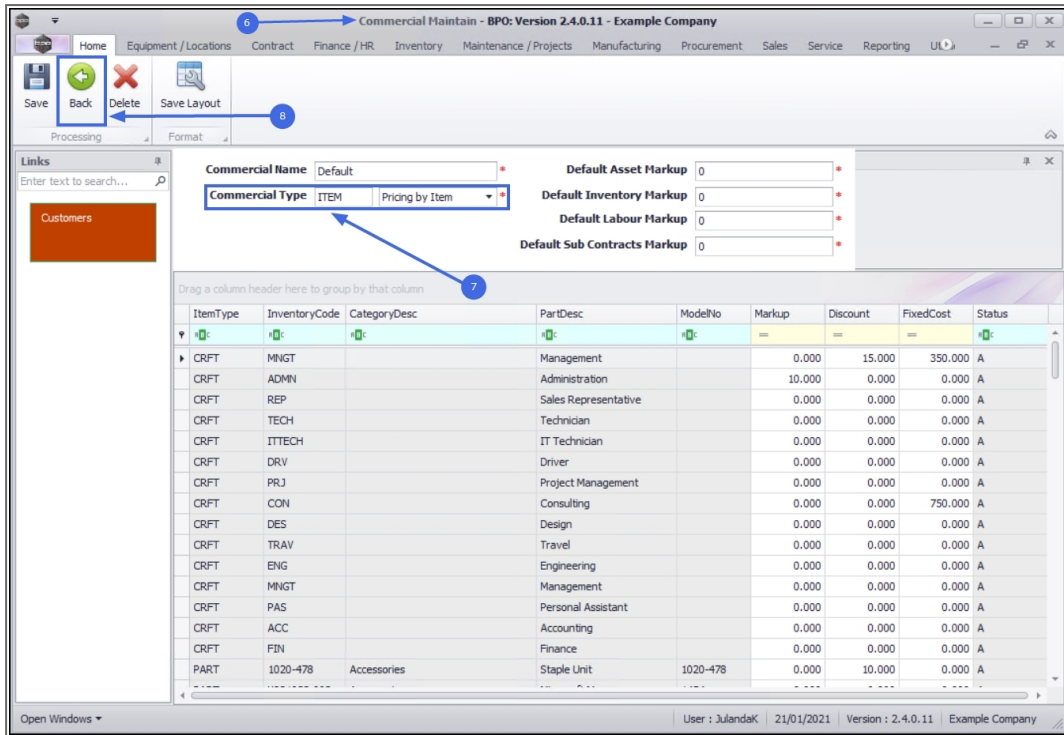 6
Commercial Maintain - BPO: Version 2.4.0.11 - Example Company
Home Equipment / Locations Contract Finance / HR Inventory Maintenance / Projects Manufacturing Procurement Sales Service Reporting
Save Back Delete Save Layout
8
Processing Format
Links
Enter text to search...
Customers
Commercial Name Default * Default Asset Markup 0 *
Commercial Type ITEM Pricing by Item * Default Inventory Markup 0 *
Default Labour Markup 0 *
Default Sub Contracts Markup 0 *
7
Drag a column header here to group by that column
ItemType InventoryCode CategoryDesc PartDesc ModelNo Markup Discount FixedCost Status
CRFT MNGT Management 0.000 15.000 350.000 A
CRFT ADMN Administration 10.000 0.000 0.000 A
CRFT REP Sales Representative 0.000 0.000 0.000 A
CRFT TECH Technician 0.000 0.000 0.000 A
CRFT ITTECH IT Technician 0.000 0.000 0.000 A
CRFT DRV Driver 0.000 0.000 0.000 A
CRFT PRJ Project Management 0.000 0.000 0.000 A
CRFT CON Consulting 0.000 0.000 750.000 A
CRFT DES Design 0.000 0.000 0.000 A
CRFT TRAV Travel 0.000 0.000 0.000 A
CRFT ENG Engineering 0.000 0.000 0.000 A
CRFT MNGT Management 0.000 0.000 0.000 A
CRFT PAS Personal Assistant 0.000 0.000 0.000 A
CRFT ACC Accounting 0.000 0.000 0.000 A
CRFT FIN Finance 0.000 0.000 0.000 A
PART 1020-478 Accessories Staple Unit 1020-478 0.000 10.000 0.000 A
Open Windows User : JulandaK 21/01/2021 Version : 2.4.0.11 Example Company